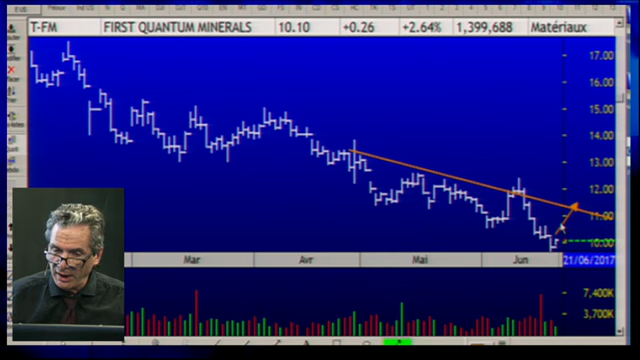 T-FM FIRST QUANTUM MINERALS 10.10 +0.26 +2.64% 1,399,688 Matériaux
17.00
16.00
15.00
14.00
13.00
12.00
11.00
10.00
Mar Avr Mai Jun 21/06/2017
7,400K
3,700K